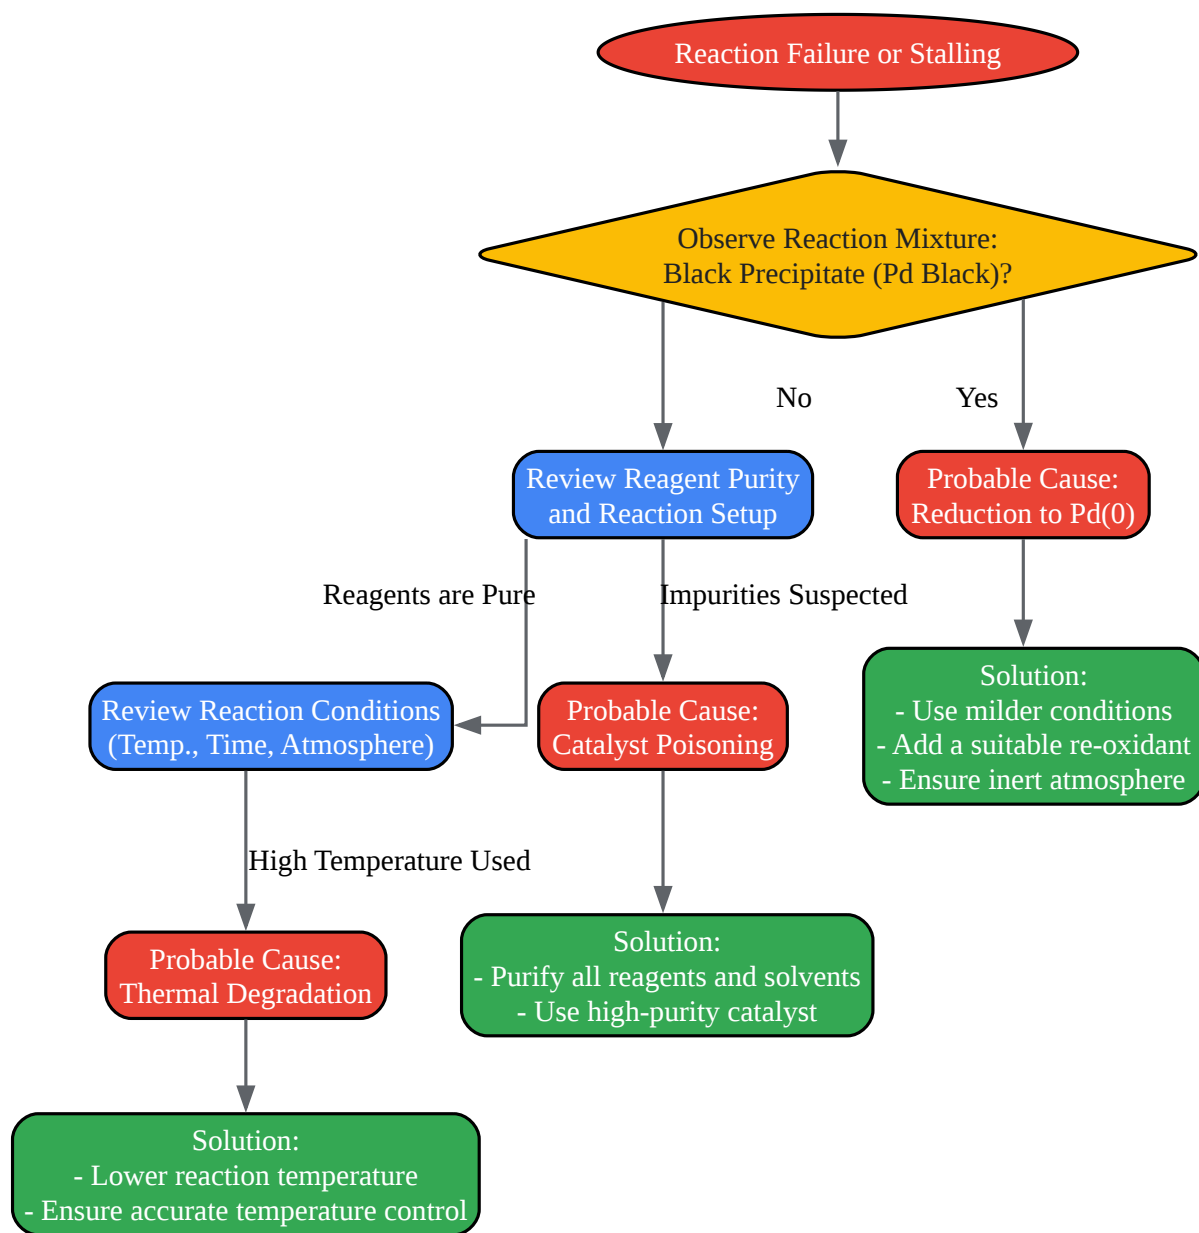 Reaction Failure or Stalling
Observe Reaction Mixture:
Black Precipitate (Pd Black)?
No
Yes
Review Reagent Purity
and Reaction Setup
Probable Cause:
Reduction to Pd(0)
Reagents are Pure
Impurities Suspected
Solution:
- Use milder conditions
- Add a suitable re-oxidant
- Ensure inert atmosphere
Review Reaction Conditions
(Temp., Time, Atmosphere)
Probable Cause:
Catalyst Poisoning
High Temperature Used
Solution:
- Purify all reagents and solvents
- Use high-purity catalyst
Probable Cause:
Thermal Degradation
Solution:
- Lower reaction temperature
- Ensure accurate temperature control